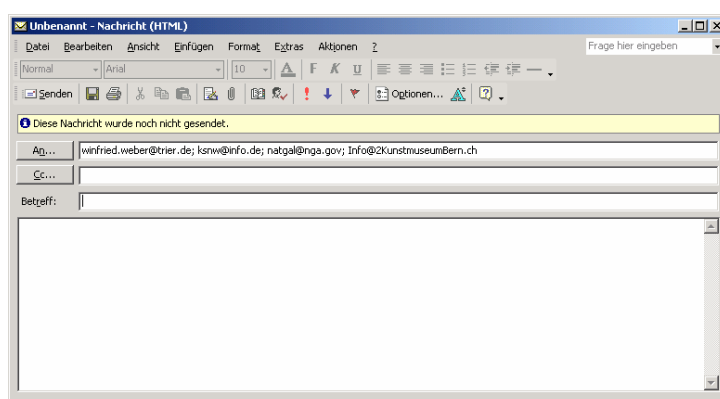 Unbenannt - Nachricht (HTML)
Datei Bearbeiten Ansicht Einfügen Format Extras Aktionen ? Frage hier eingeben
Normal Arial 10 A F K U
Senden Optionen...
Diese Nachricht wurde noch nicht gesendet.
An... winfried.weber@trier.de; ksnw@info.de; natgal@nga.gov; Info@2KunstmuseumBern.ch
Cc...
Betreff: